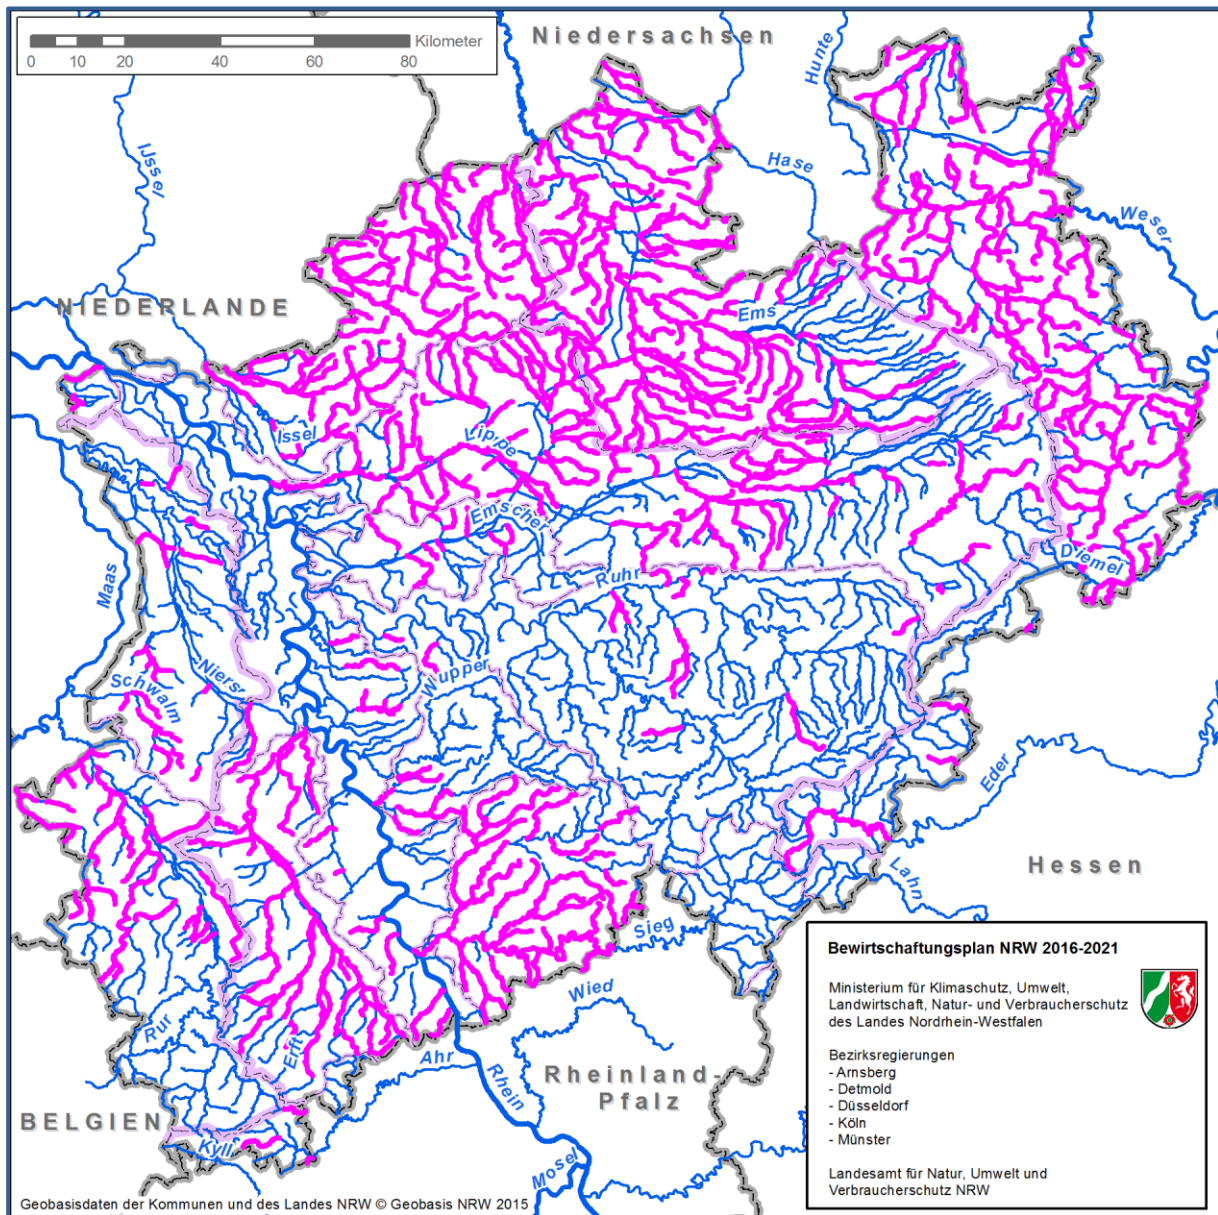 Kilometer
0 10 20 40 60 80
Niedersachsen
Hunte
IJssel
Hase
Weser
NIEDERLANDE
Ems
Issel
Lippe
Emscher
Maas
Ruhr
Diemel
Niers
Wupper
Schwalm
Eder
Hessen
Lahn
Sieg
Wied
Rur
Erft
Ahr
Rhein
Rheinland-
Pfalz
BELGIEN
Kyll
Mosel
Bewirtschaftungsplan NRW 2016-2021
Ministerium für Klimaschutz, Umwelt,
Landwirtschaft, Natur- und Verbraucherschutz
des Landes Nordrhein-Westfalen
Bezirksregierungen
- Arnsberg
- Detmold
- Düsseldorf
- Köln
- Münster
Landesamt für Natur, Umwelt und
Verbraucherschutz NRW
Geobasisdaten der Kommunen und des Landes NRW © Geobasis NRW 2015